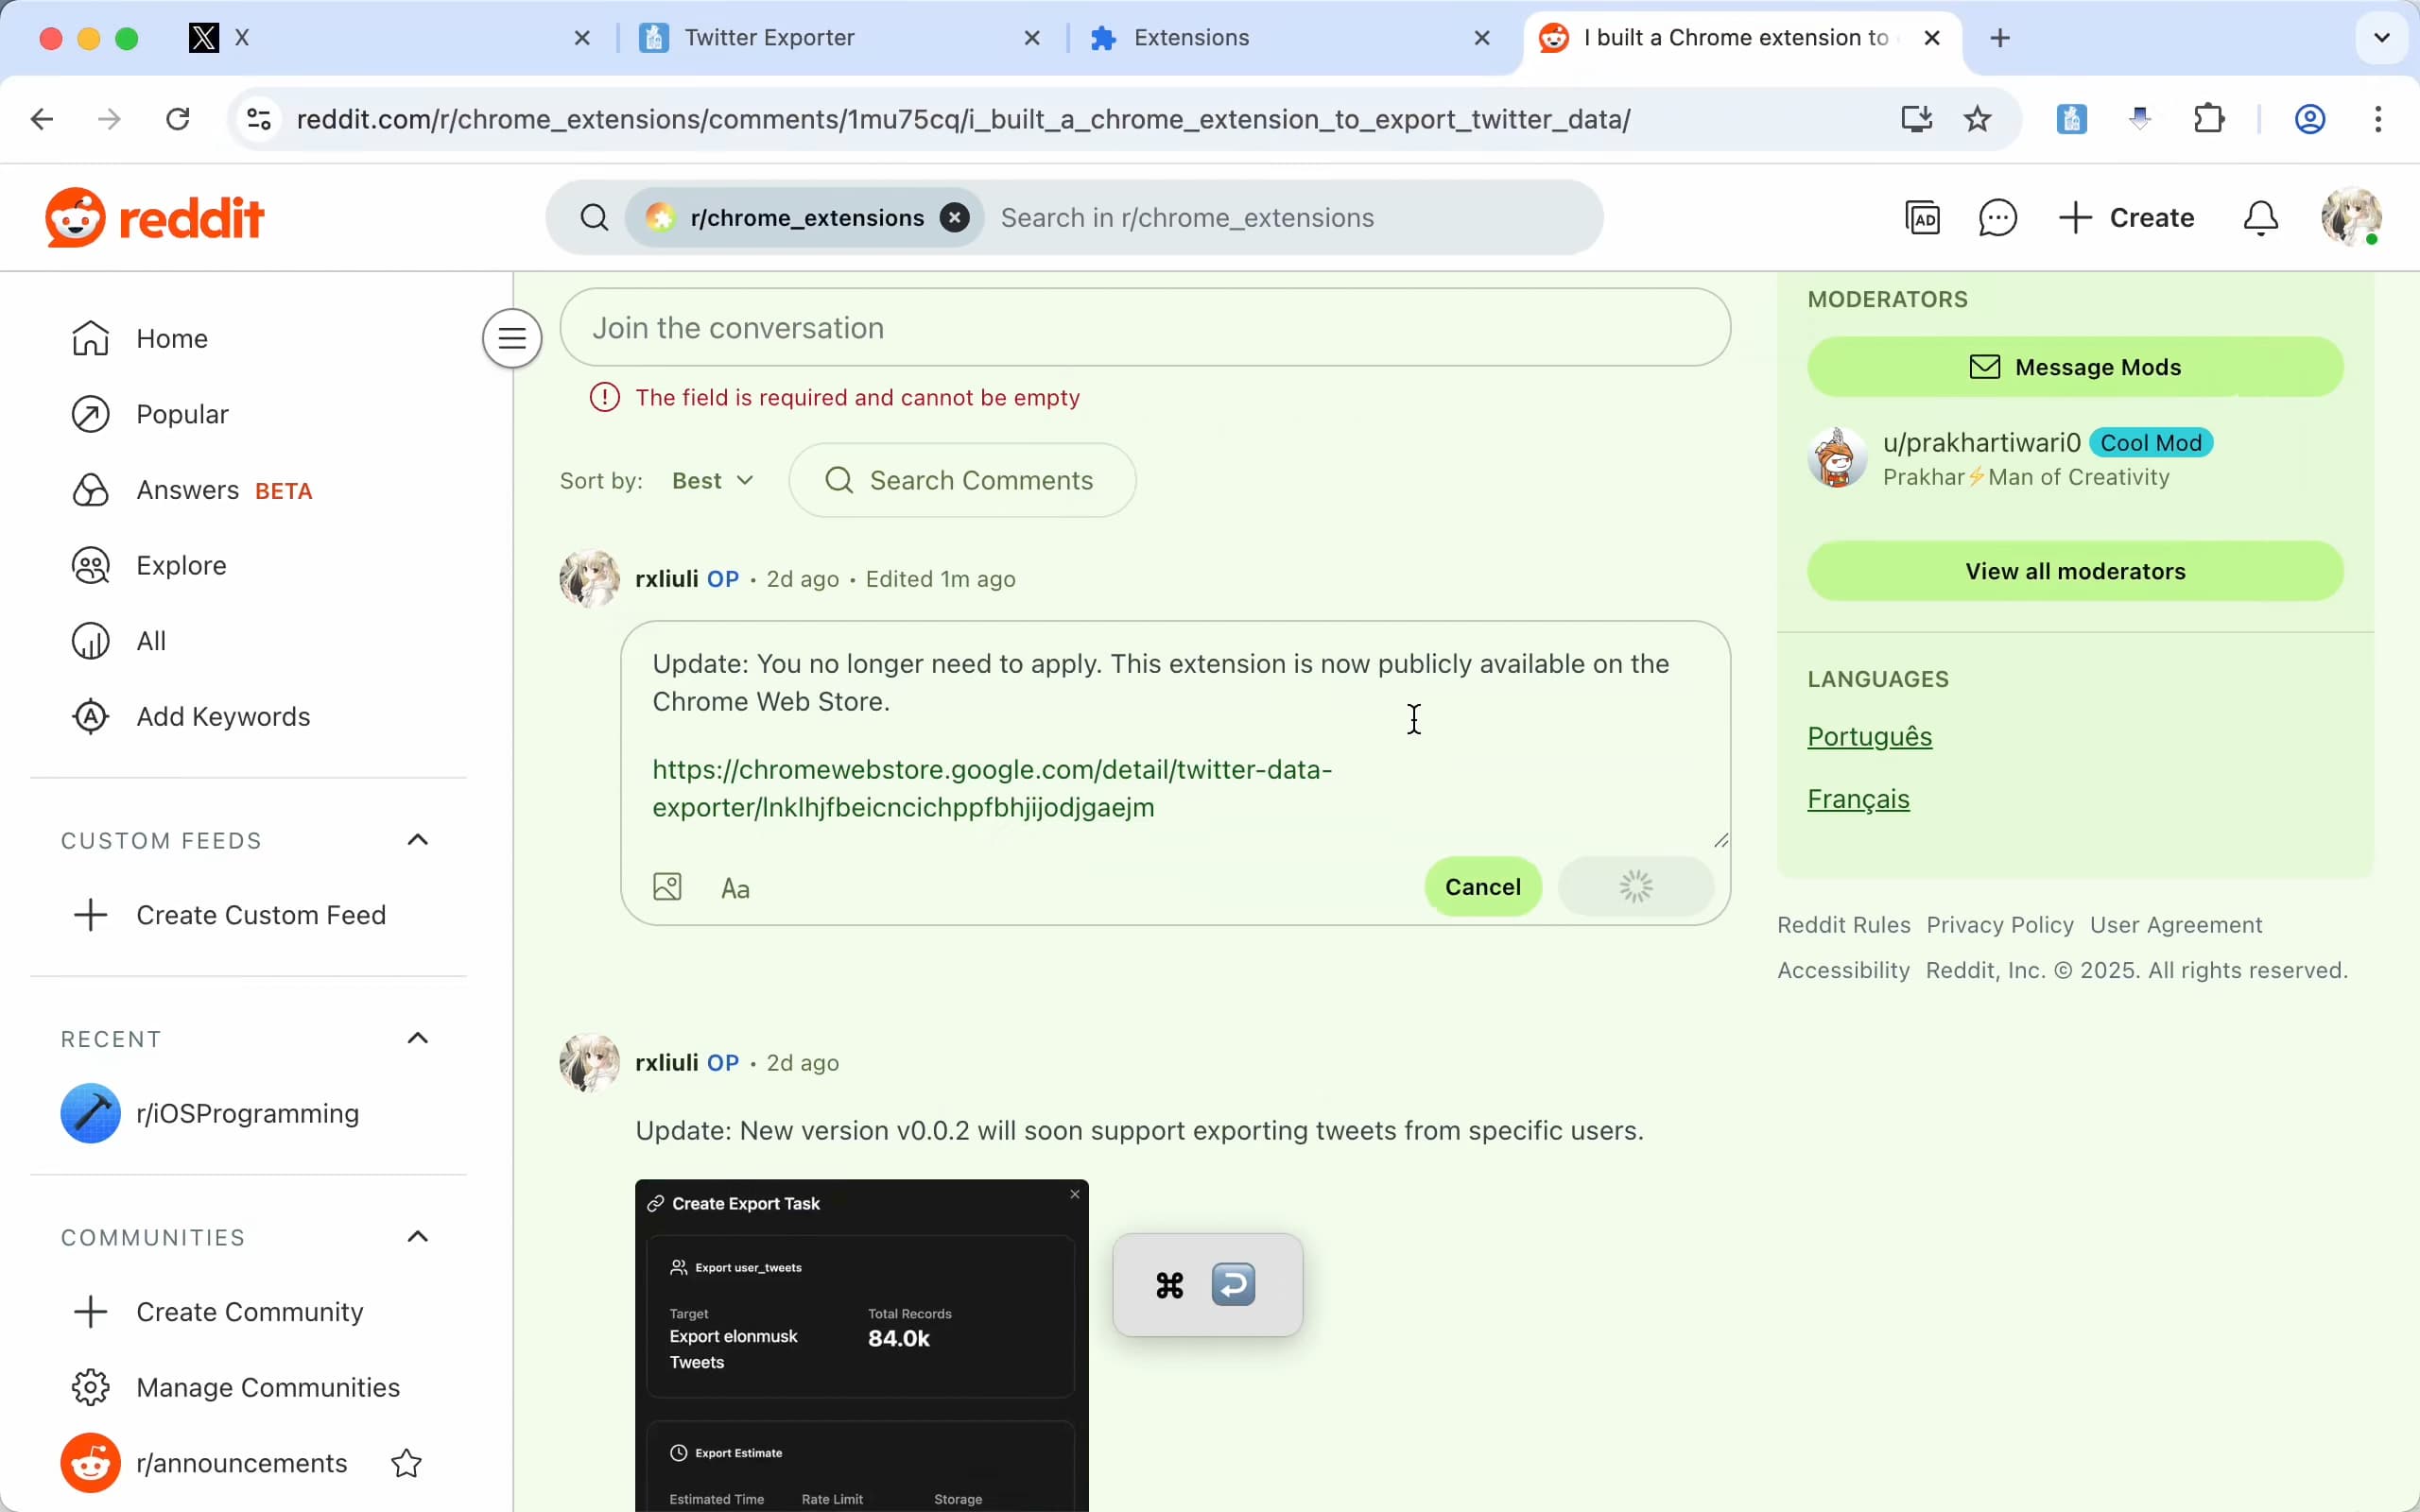 X
Twitter Exporter
Extensions
I built a Chrome extension to
reddit.com/r/chrome_extensions/comments/1mu75cq/i_built_a_chrome_extension_to_export_twitter_data/
reddit
r/chrome_extensions
Search in r/chrome_extensions
AD
Create
Home
Popular
Answers BETA
Explore
All
Add Keywords
CUSTOM FEEDS
Create Custom Feed
RECENT
r/iOSProgramming
COMMUNITIES
Create Community
Manage Communities
r/announcements
Join the conversation
The field is required and cannot be empty
Sort by: Best
Search Comments
rxliuli OP • 2d ago • Edited 1m ago
Update: You no longer need to apply. This extension is now publicly available on the
Chrome Web Store.
https://chromewebstore.google.com/detail/twitter-data-
exporter/lnklhjfbeicncichppfbhjijodjgaejm
Aa
Cancel
rxliuli OP • 2d ago
Update: New version v0.0.2 will soon support exporting tweets from specific users.
Create Export Task
Export user_tweets
Target
Total Records
Export elonmusk
Tweets
84.0k
Export Estimate
Estimated Time
Rate Limit
Storage
⌘
MODERATORS
Message Mods
u/prakhartiwari0 Cool Mod
Prakhar⚡Man of Creativity
View all moderators
LANGUAGES
Português
Français
Reddit Rules Privacy Policy User Agreement
Accessibility Reddit, Inc. © 2025. All rights reserved.